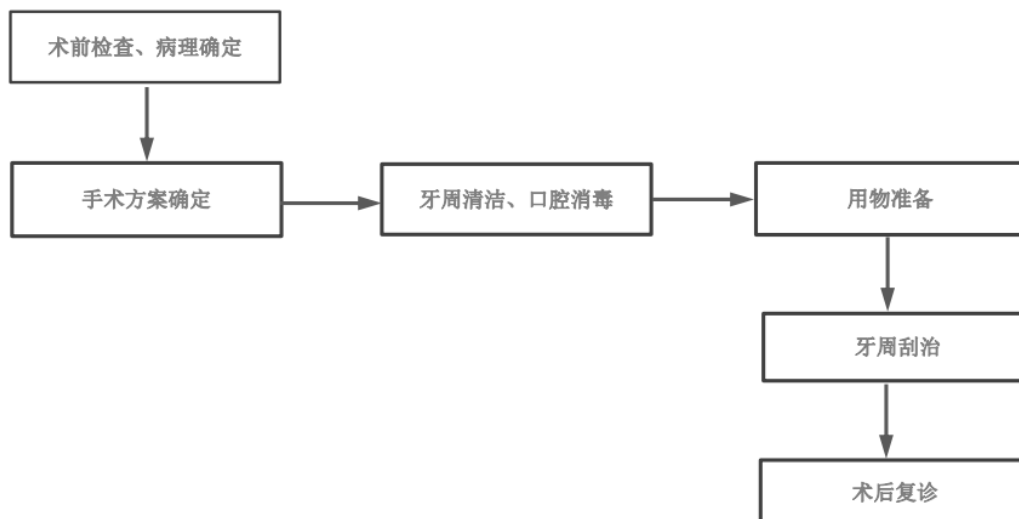 术前检查、病理确定
手术方案确定
牙周清洁、口腔消毒
用物准备
牙周刮治
术后复诊